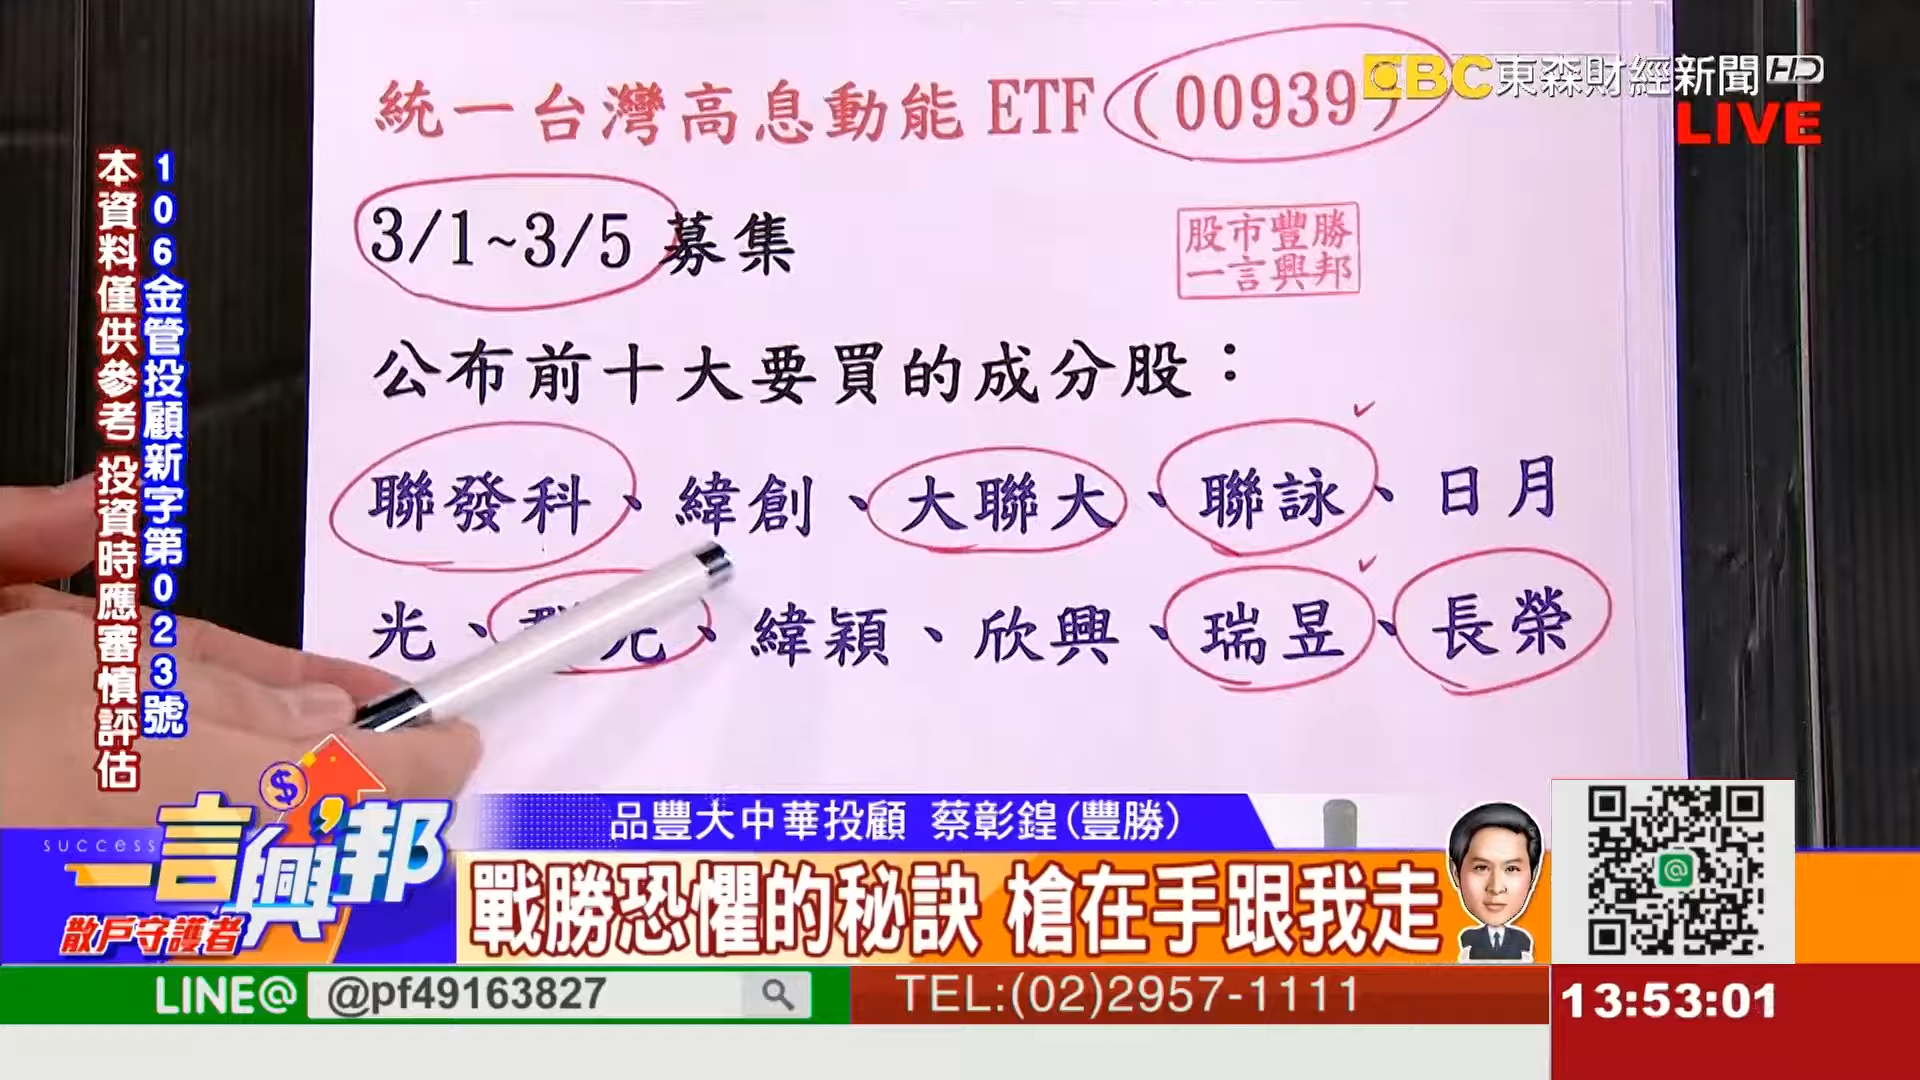 統一台灣高息動能 ETF (00939)
EBC東森財經新聞HD
LIVE
3/1~3/5 募集
股市豐勝
一言興邦
公布前十大要買的成分股：
聯發科、緯創、大聯大、聯詠、日月
光、光、緯穎、欣興、瑞昱、長榮
106金管投顧新字第023號
本資料僅供參考 投資時應審慎評估
success
一言興邦
散戶守護者
品豐大中華投顧 蔡彰鍠(豐勝)
戰勝恐懼的秘訣 槍在手跟我走
LINE@ @pf49163827
TEL:(02)2957-1111
13:53:01